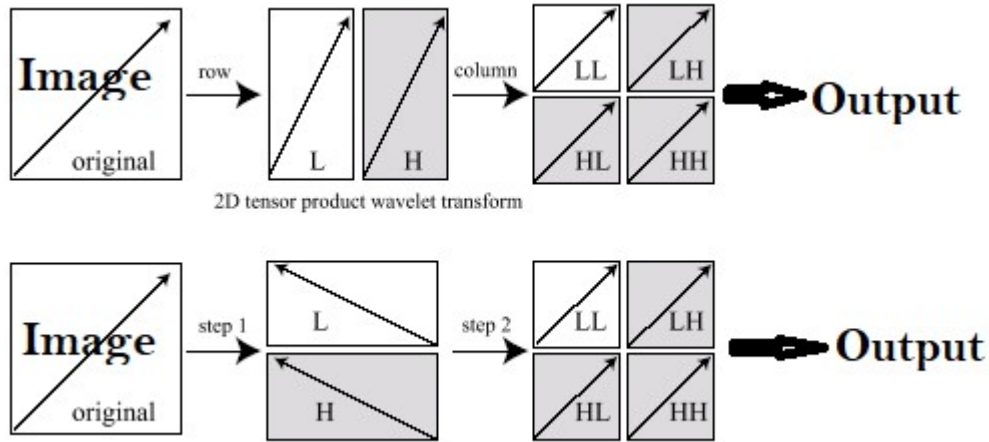 Image
original
row
L
H
column
LL
LH
HL
HH
Output
2D tensor product wavelet transform
Image
original
step 1
L
H
step 2
LL
LH
HL
HH
Output